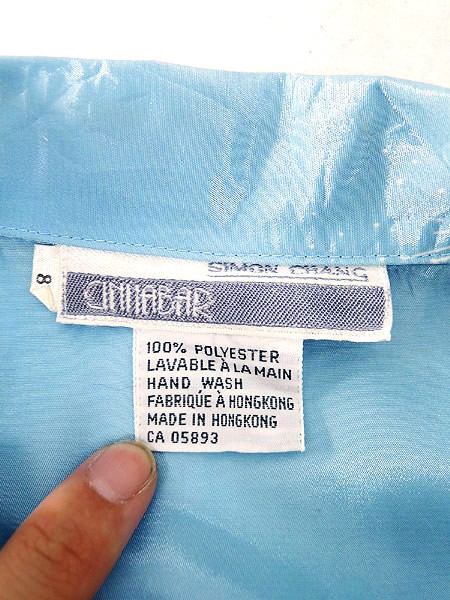 SIMON CHANG
CINNABAR
8
100% POLYESTER
LAVABLE À LA MAIN
HAND WASH
FABRIQUÉ À HONGKONG
MADE IN HONGKONG
CA 05893